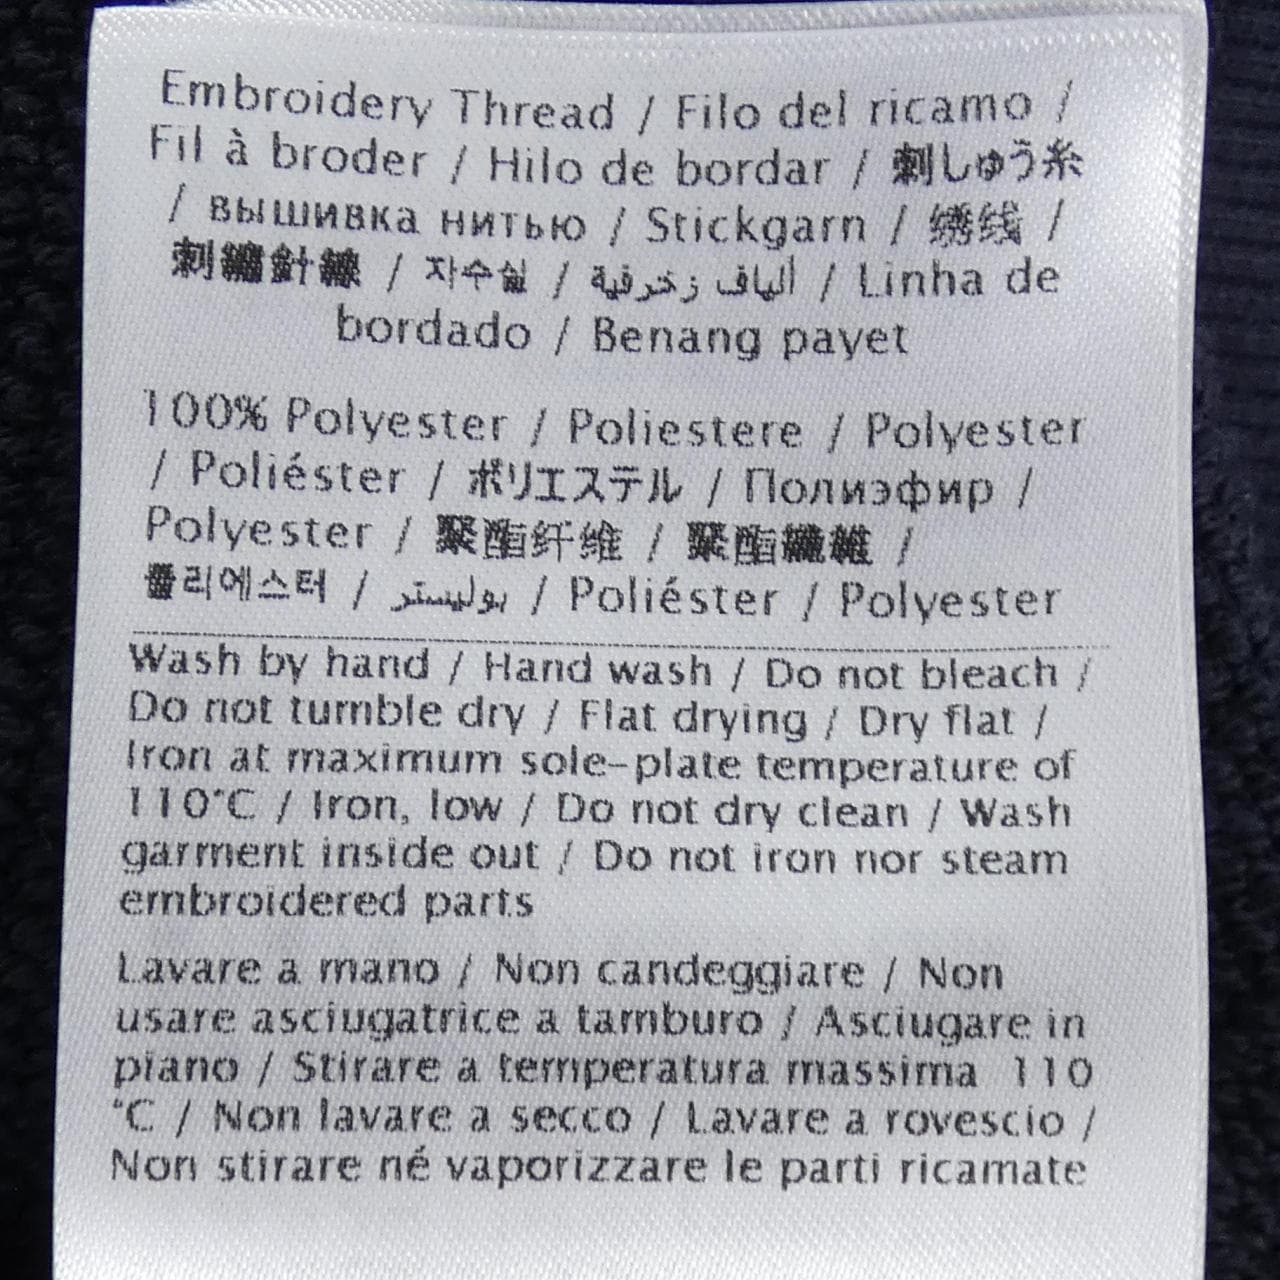 Embroidery Thread / Filo del ricamo /
Fil à broder / Hilo de bordar / 刺しゅう糸
/ вышивка нитью / Stickgarn / 绣线 /
刺繡針線 / 자수실 / ألياف زخرفية / Linha de
bordado / Benang payet
100% Polyester / Poliestere / Polyester
/ Poliéster / ポリエステル / Полиэфир /
Polyester / 聚酯纤维 / 聚酯纖維 /
폴리에스터 / بوليستر / Poliéster / Polyester
Wash by hand / Hand wash / Do not bleach /
Do not tumble dry / Flat drying / Dry flat /
Iron at maximum sole-plate temperature of
110°C / Iron, low / Do not dry clean / Wash
garment inside out / Do not iron nor steam
embroidered parts
Lavare a mano / Non candeggiare / Non
usare asciugatrice a tamburo / Asciugare in
piano / Stirare a temperatura massima 110
°C / Non lavare a secco / Lavare a rovescio /
Non stirare né vaporizzare le parti ricamate